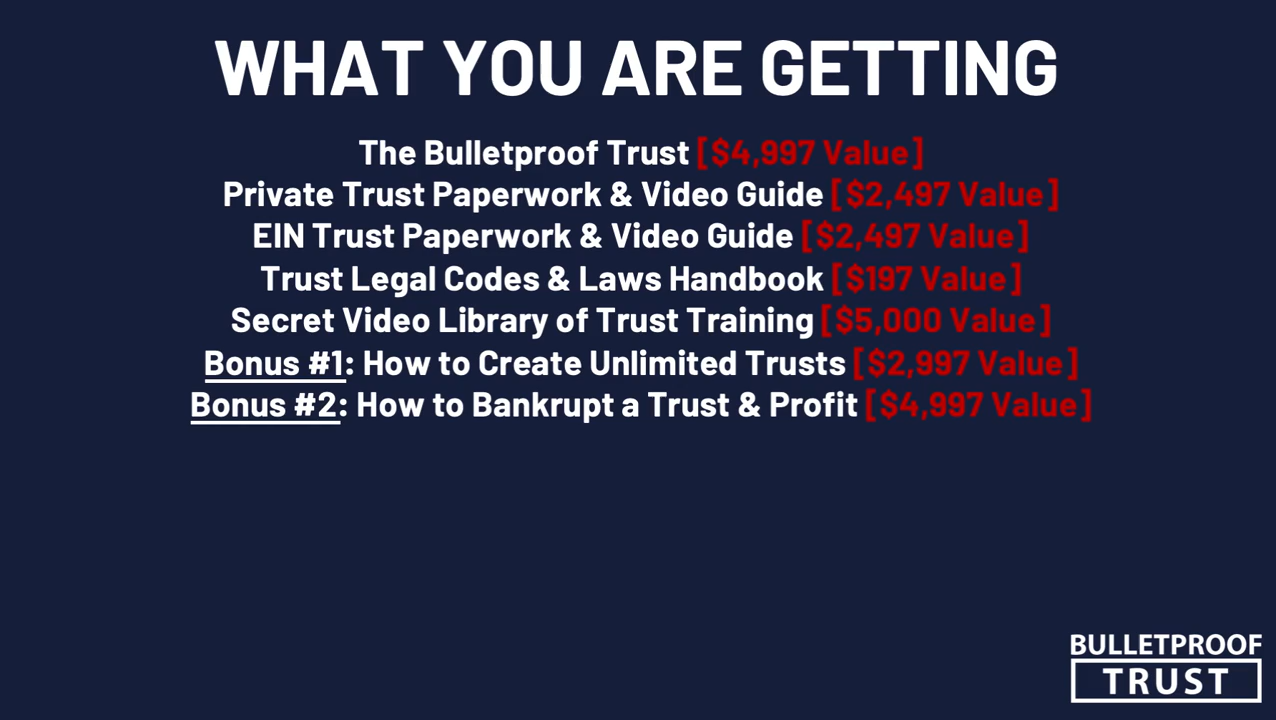 WHAT YOU ARE GETTING
The Bulletproof Trust [$4,997 Value]
Private Trust Paperwork & Video Guide [$2,497 Value]
EIN Trust Paperwork & Video Guide [$2,497 Value]
Trust Legal Codes & Laws Handbook [$197 Value]
Secret Video Library of Trust Training [$5,000 Value]
Bonus #1: How to Create Unlimited Trusts [$2,997 Value]
Bonus #2: How to Bankrupt a Trust & Profit [$4,997 Value]
BULLETPROOF
TRUST